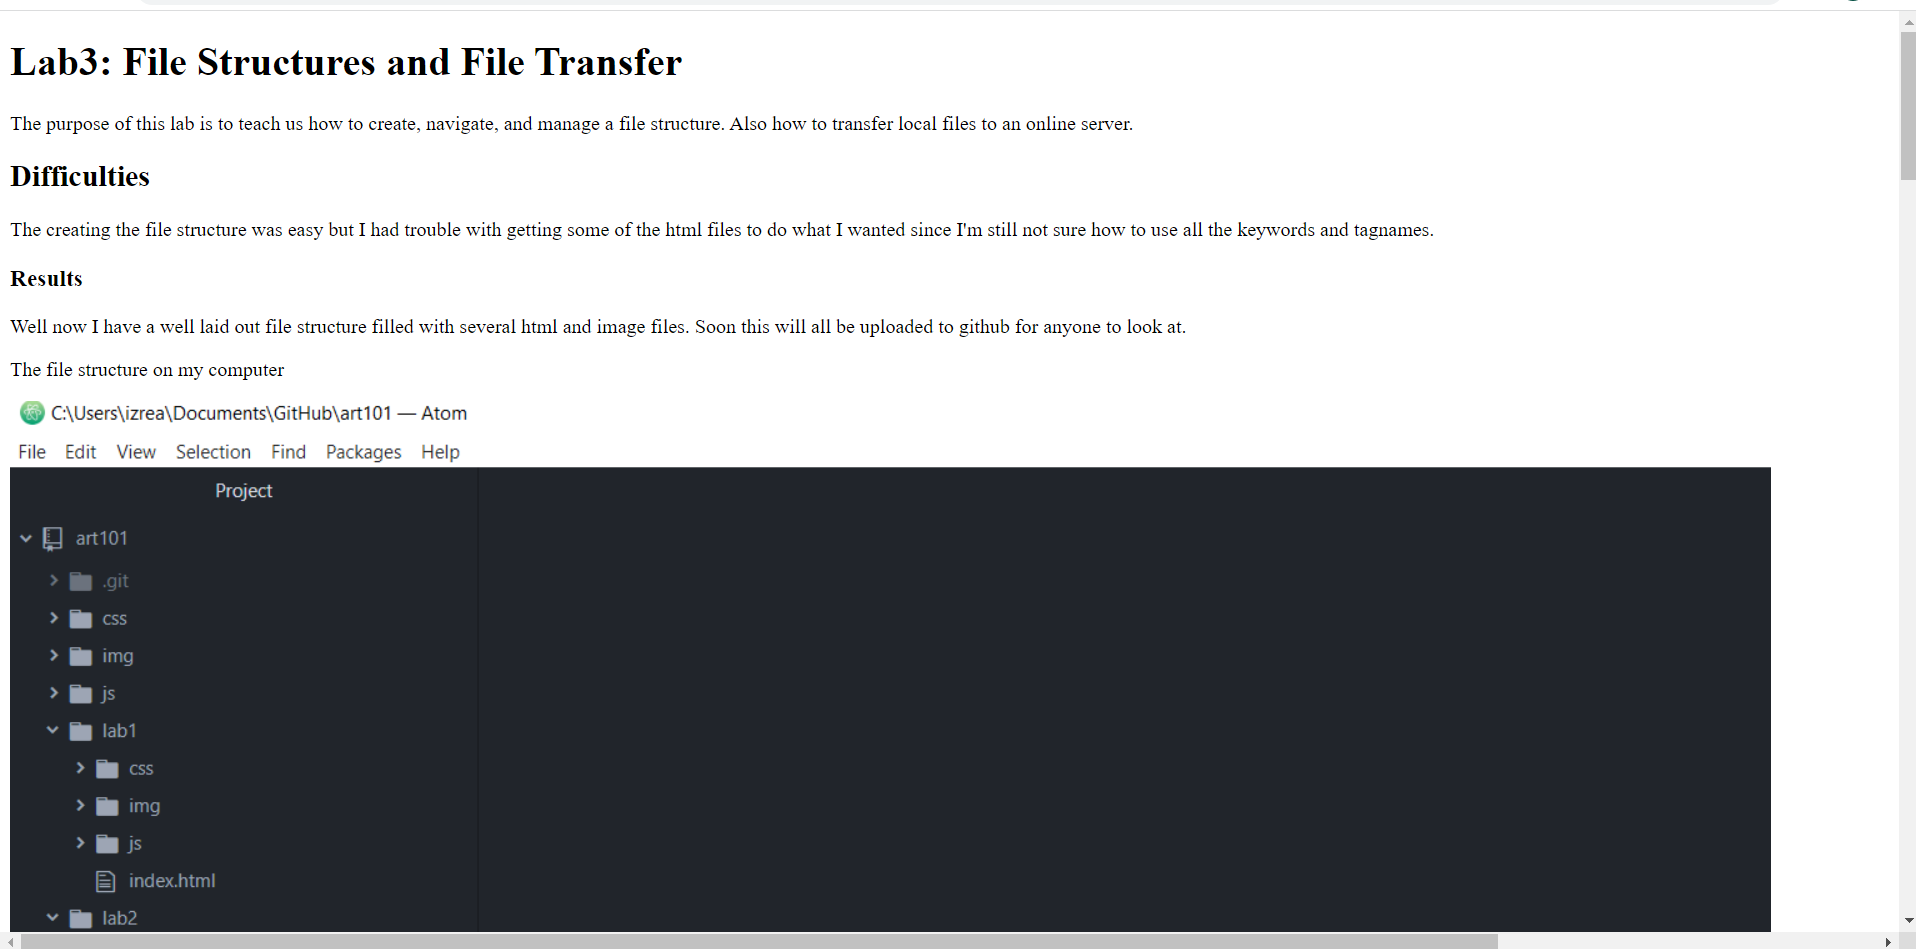 Lab3: File Structures and File Transfer
The purpose of this lab is to teach us how to create, navigate, and manage a file structure. Also how to transfer local files to an online server.
Difficulties
The creating the file structure was easy but I had trouble with getting some of the html files to do what I wanted since I'm still not sure how to use all the keywords and tagnames.
Results
Well now I have a well laid out file structure filled with several html and image files. Soon this will all be uploaded to github for anyone to look at.
The file structure on my computer
C:\Users\izrea\Documents\GitHub\art101 — Atom
File Edit View Selection Find Packages Help
Project
art101
.git
css
img
js
lab1
css
img
js
index.html
lab2